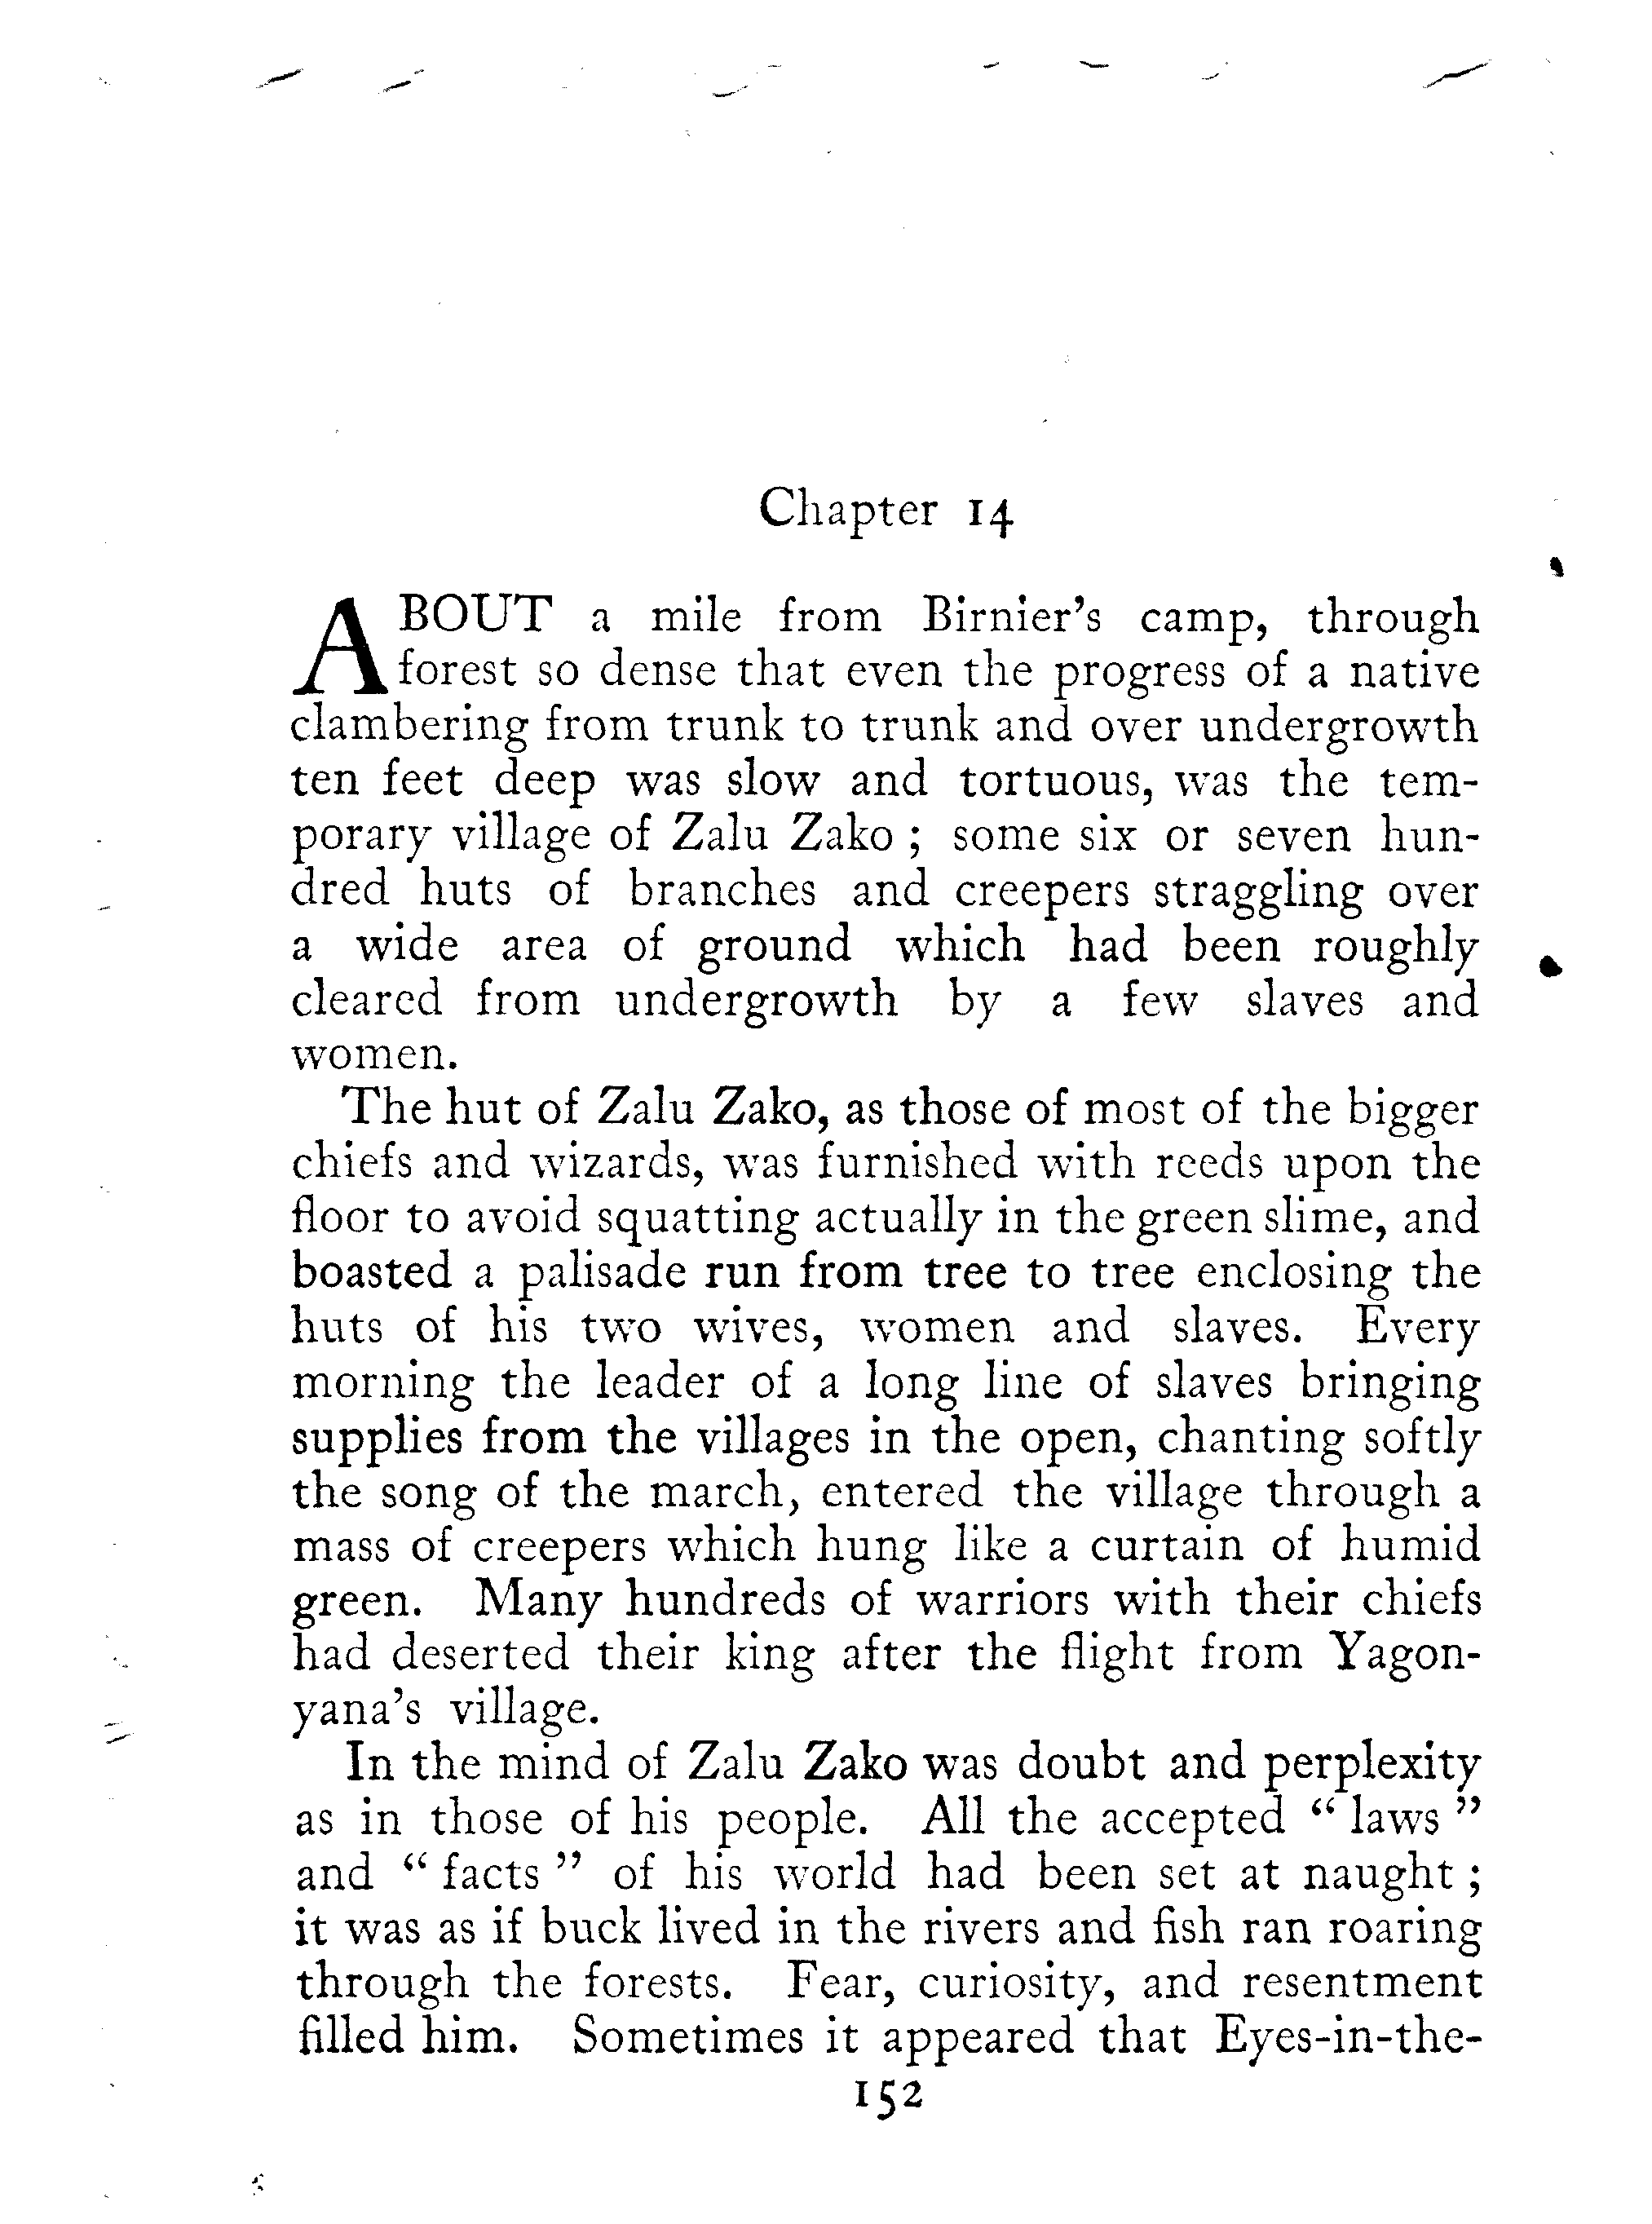 Chapter 14
ABOUT a mile from Birnier's camp, through
forest so dense that even the progress of a native
clambering from trunk to trunk and over undergrowth
ten feet deep was slow and tortuous, was the tem-
porary village of Zalu Zako ; some six or seven hun-
dred huts of branches and creepers straggling over
a wide area of ground which had been roughly
cleared from undergrowth by a few slaves and
women.
The hut of Zalu Zako, as those of most of the bigger
chiefs and wizards, was furnished with reeds upon the
floor to avoid squatting actually in the green slime, and
boasted a palisade run from tree to tree enclosing the
huts of his two wives, women and slaves. Every
morning the leader of a long line of slaves bringing
supplies from the villages in the open, chanting softly
the song of the march, entered the village through a
mass of creepers which hung like a curtain of humid
green. Many hundreds of warriors with their chiefs
had deserted their king after the flight from Yagon-
yana's village.
In the mind of Zalu Zako was doubt and perplexity
as in those of his people. All the accepted “ laws ”
and “ facts ” of his world had been set at naught ;
it was as if buck lived in the rivers and fish ran roaring
through the forests. Fear, curiosity, and resentment
filled him. Sometimes it appeared that Eyes-in-the-
152